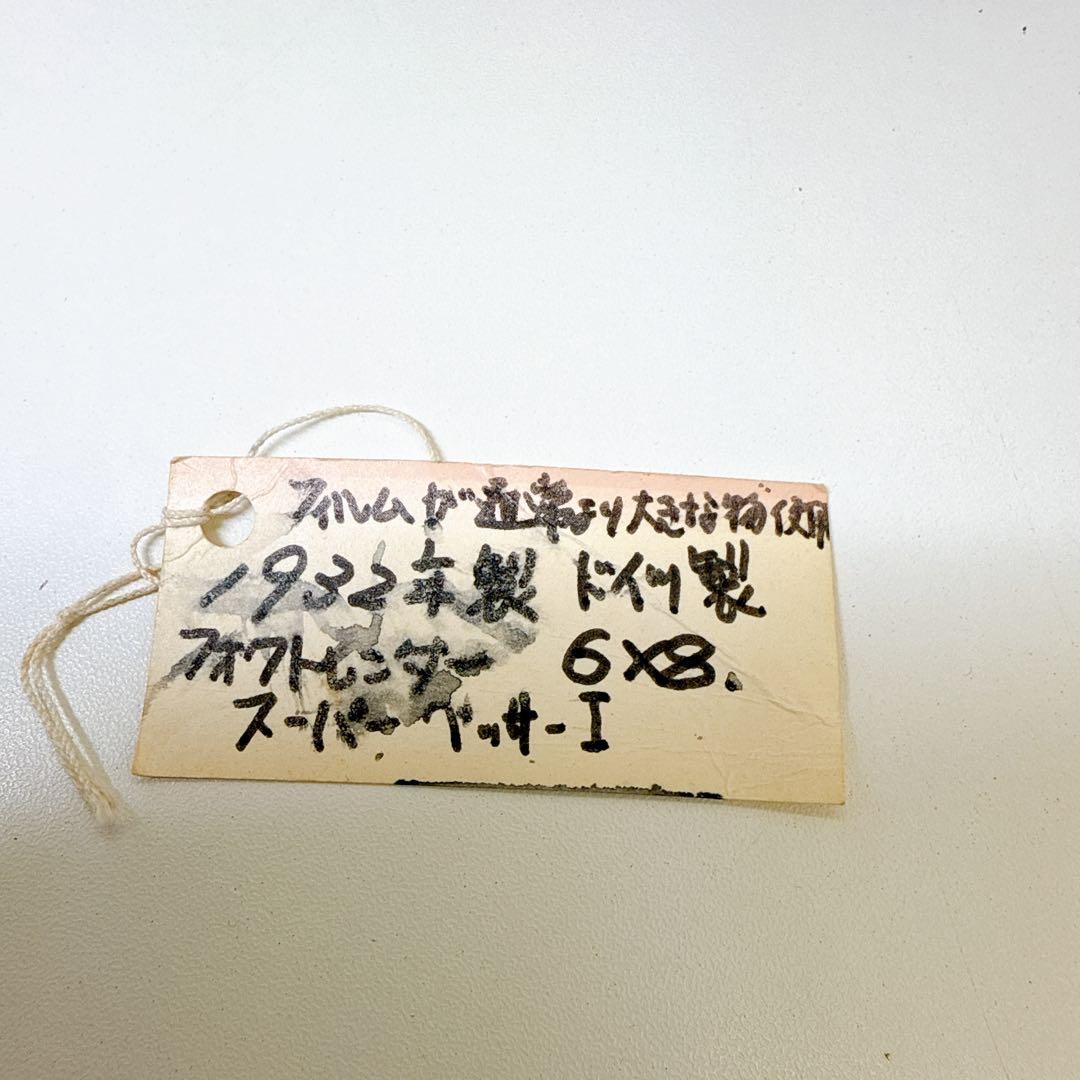 フィルムが通常より大きな物使用
1932年製 ドイツ製
フォクトレンダー 6×8.
スーパーベッサーI